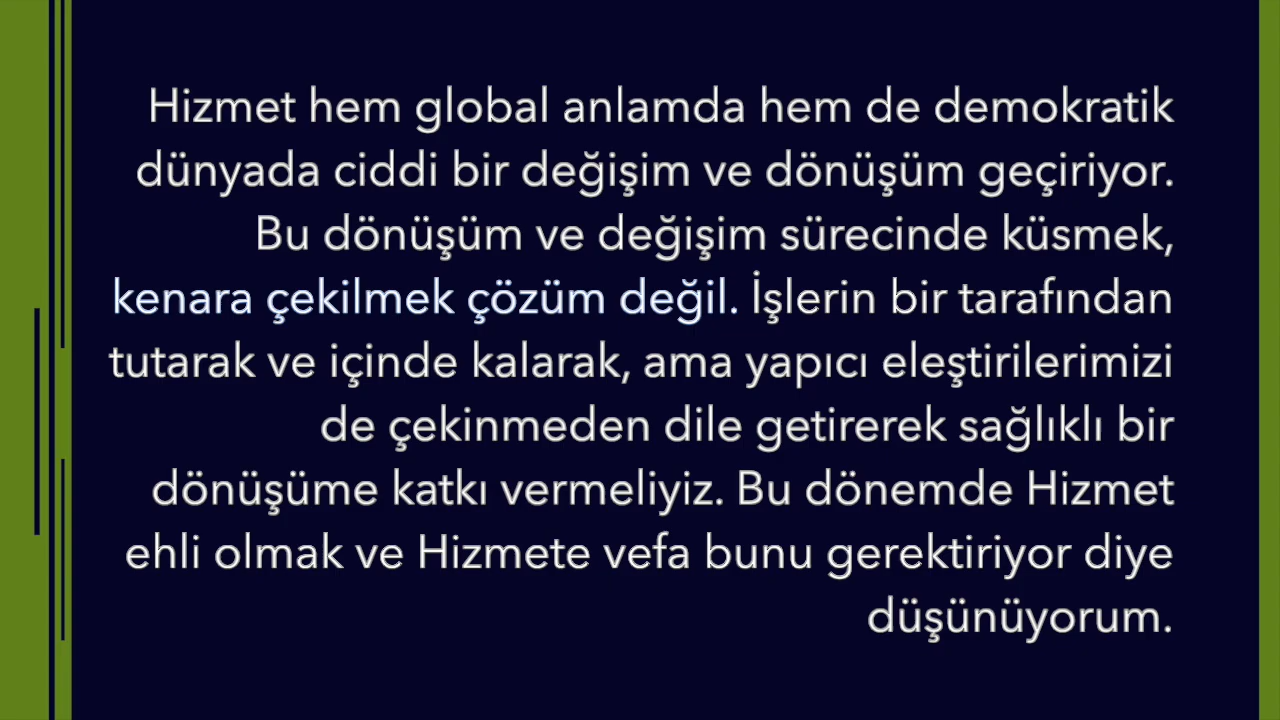 Hizmet hem global anlamda hem de demokratik
dünyada ciddi bir değişim ve dönüşüm geçiriyor.
Bu dönüşüm ve değişim sürecinde küsmek,
kenara çekilmek çözüm değil. İşlerin bir tarafından
tutarak ve içinde kalarak, ama yapıcı eleştirilerimizi
de çekinmeden dile getirerek sağlıklı bir
dönüşüme katkı vermeliyiz. Bu dönemde Hizmet
ehli olmak ve Hizmete vefa bunu gerektiriyor diye
düşünüyorum.